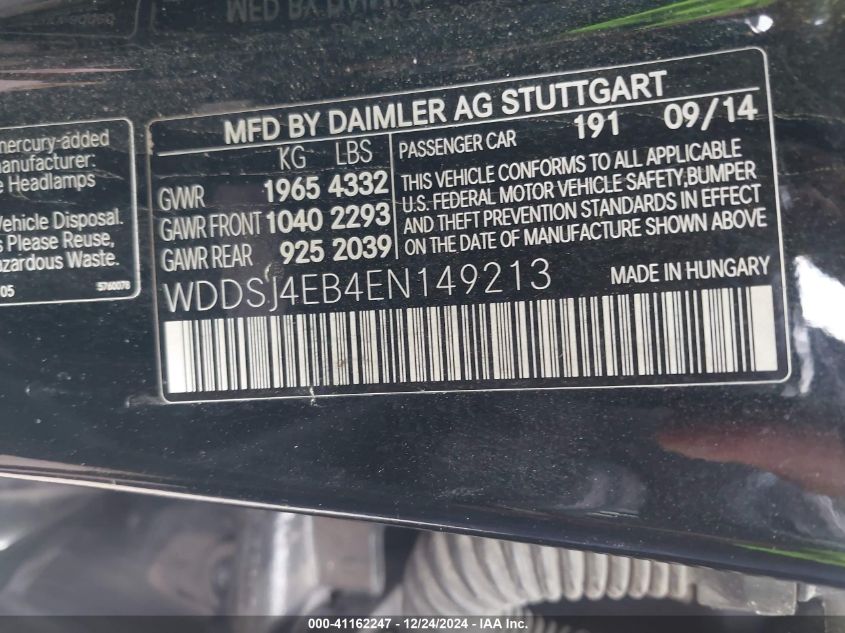 mercury-added
manufacturer:
e Headlamps
Vehicle Disposal.
s Please Reuse,
azardous Waste.
05 5760078
MFD BY DAIMLER AG STUTTGART
KG LBS
GVWR 1965 4332
GAWR FRONT 1040 2293
GAWR REAR 925 2039
PASSENGER CAR 191 09/14
THIS VEHICLE CONFORMS TO ALL APPLICABLE
U.S. FEDERAL MOTOR VEHICLE SAFETY,BUMPER
AND THEFT PREVENTION STANDARDS IN EFFECT
ON THE DATE OF MANUFACTURE SHOWN ABOVE
WDDSJ4EB4EN149213
MADE IN HUNGARY
000-41162247 - 12/24/2024 - IAA Inc.